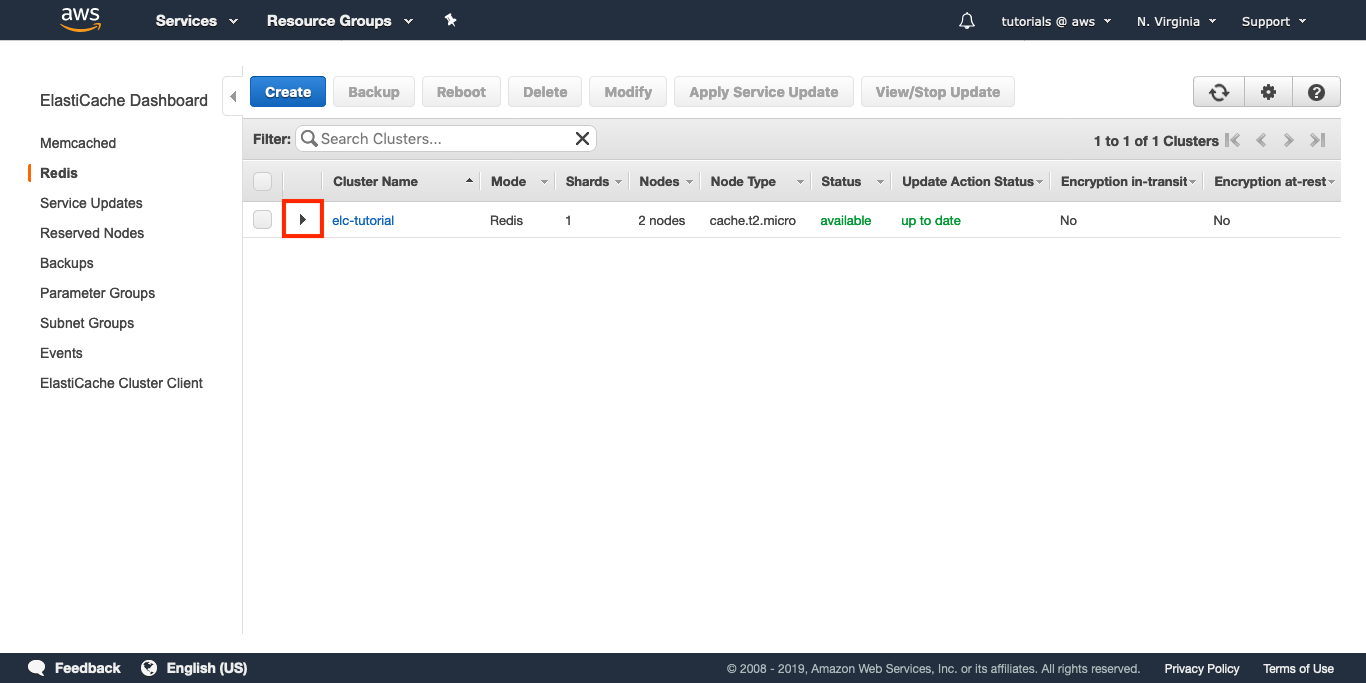 aws Services Resource Groups tutorials @ aws N. Virginia Support
ElastiCache Dashboard
Memcached
Redis
Service Updates
Reserved Nodes
Backups
Parameter Groups
Subnet Groups
Events
ElastiCache Cluster Client
Create Backup Reboot Delete Modify Apply Service Update View/Stop Update
Filter: Search Clusters... 1 to 1 of 1 Clusters
Cluster Name Mode Shards Nodes Node Type Status Update Action Status Encryption in-transit Encryption at-rest
elc-tutorial Redis 1 2 nodes cache.t2.micro available up to date No No
Feedback English (US) © 2008 - 2019, Amazon Web Services, Inc. or its affiliates. All rights reserved. Privacy Policy Terms of Use